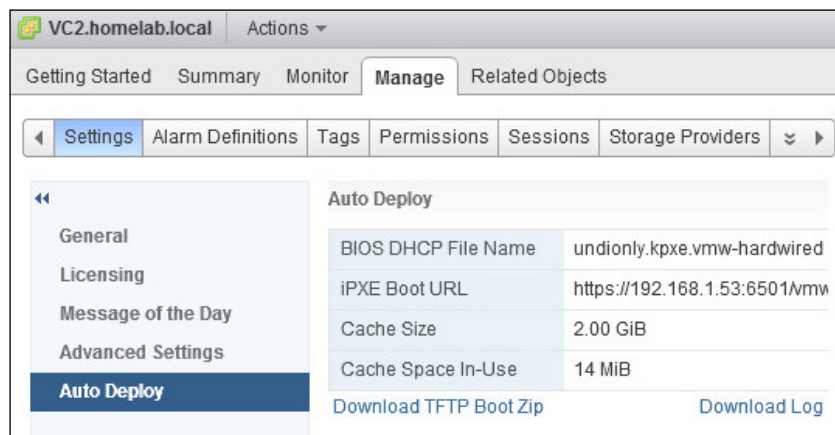 VC2.homelab.local Actions
Getting Started Summary Monitor Manage Related Objects
Settings Alarm Definitions Tags Permissions Sessions Storage Providers
Auto Deploy
General
Licensing
Message of the Day
Advanced Settings
Auto Deploy
BIOS DHCP File Name undionly.kpxe.vmw-hardwired
iPXE Boot URL https://192.168.1.53:6501/vmw
Cache Size 2.00 GiB
Cache Space In-Use 14 MiB
Download TFTP Boot Zip Download Log